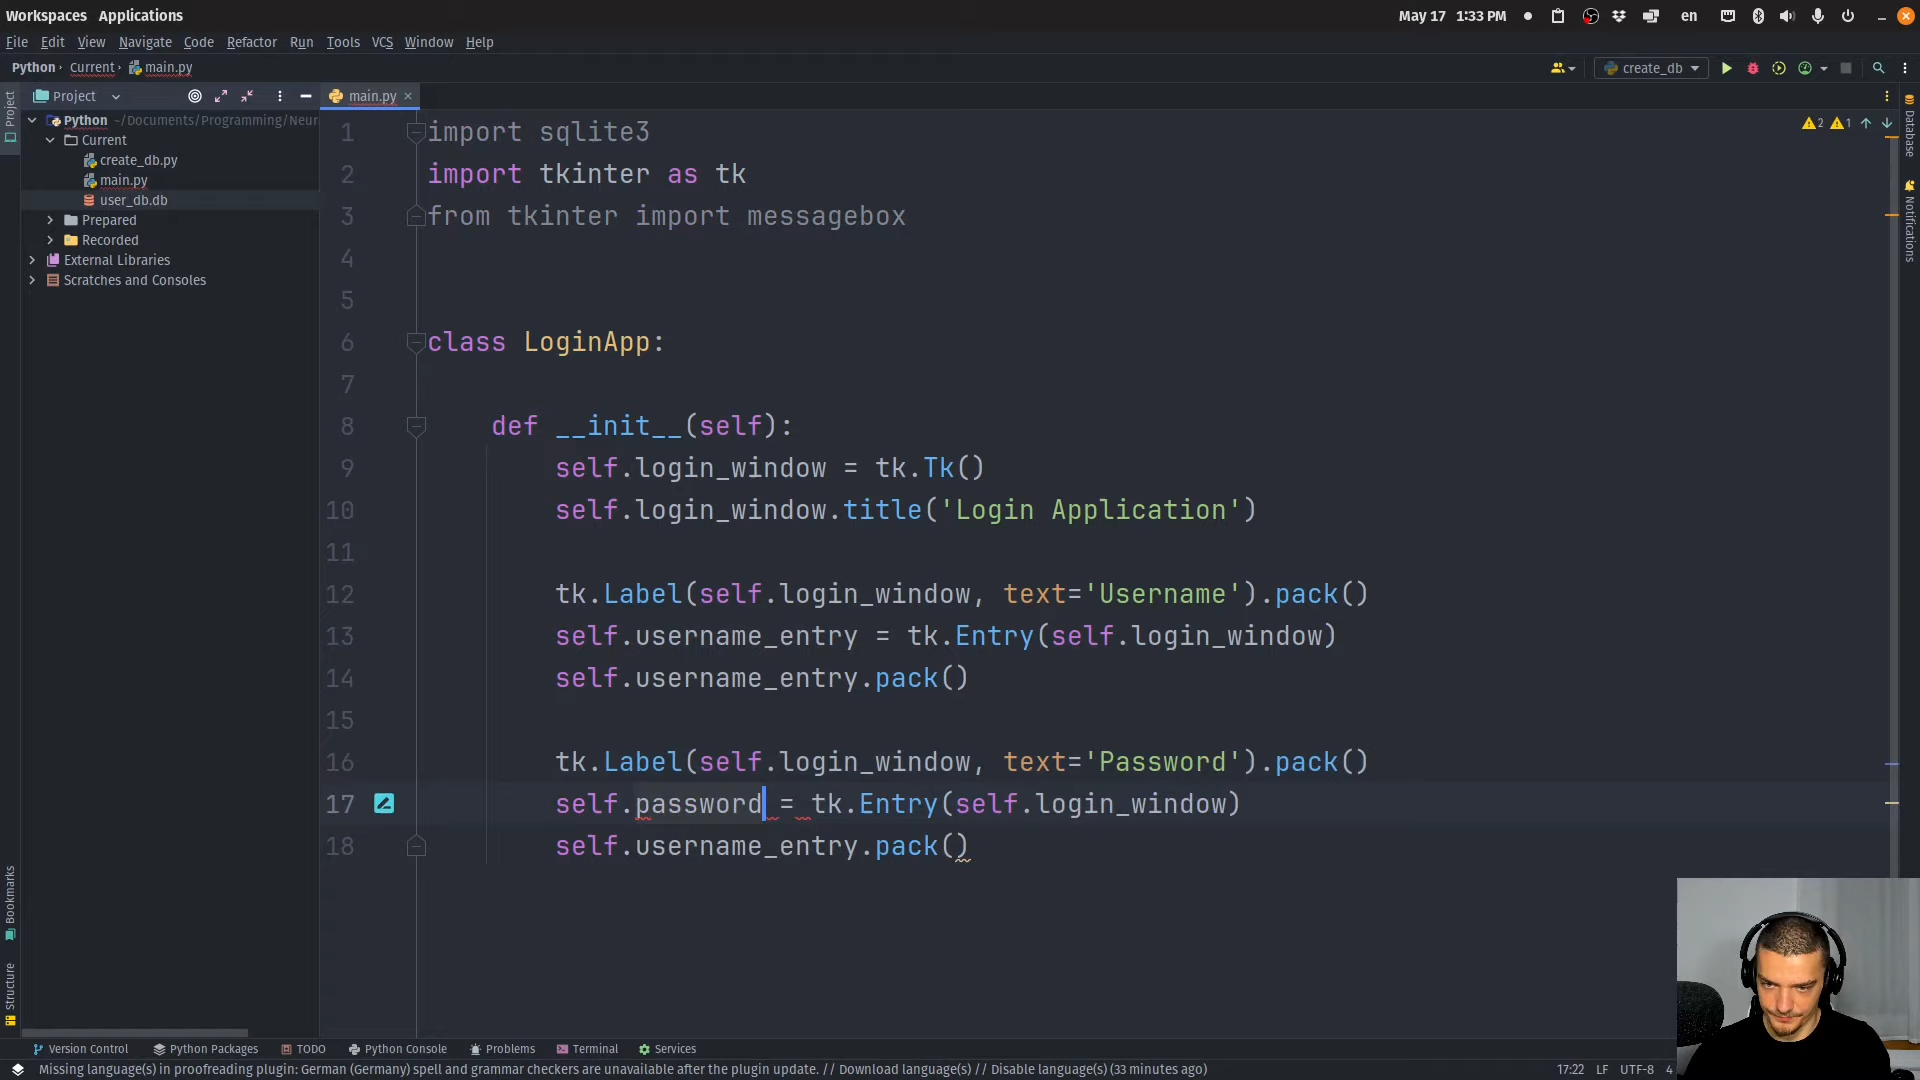 Workspaces Applications
May 17 1:33 PM
en
File Edit View Navigate Code Refactor Run Tools VCS Window Help
Python Current main.py
create_db
Project
main.py
Python ~/Documents/Programming/Neur
Current
create_db.py
main.py
user_db.db
Prepared
Recorded
External Libraries
Scratches and Consoles
Project
Bookmarks
Structure
Database
Notifications
2 1
1 import sqlite3
2 import tkinter as tk
3 from tkinter import messagebox
4
5
6 class LoginApp:
7
8 def __init__(self):
9 self.login_window = tk.Tk()
10 self.login_window.title('Login Application')
11
12 tk.Label(self.login_window, text='Username').pack()
13 self.username_entry = tk.Entry(self.login_window)
14 self.username_entry.pack()
15
16 tk.Label(self.login_window, text='Password').pack()
17 self.password = tk.Entry(self.login_window)
18 self.username_entry.pack()
Version Control Python Packages TODO Python Console Problems Terminal Services
Missing language(s) in proofreading plugin: German (Germany) spell and grammar checkers are unavailable after the plugin update. // Download language(s) // Disable language(s) (33 minutes ago)
17:22 LF UTF-8 4